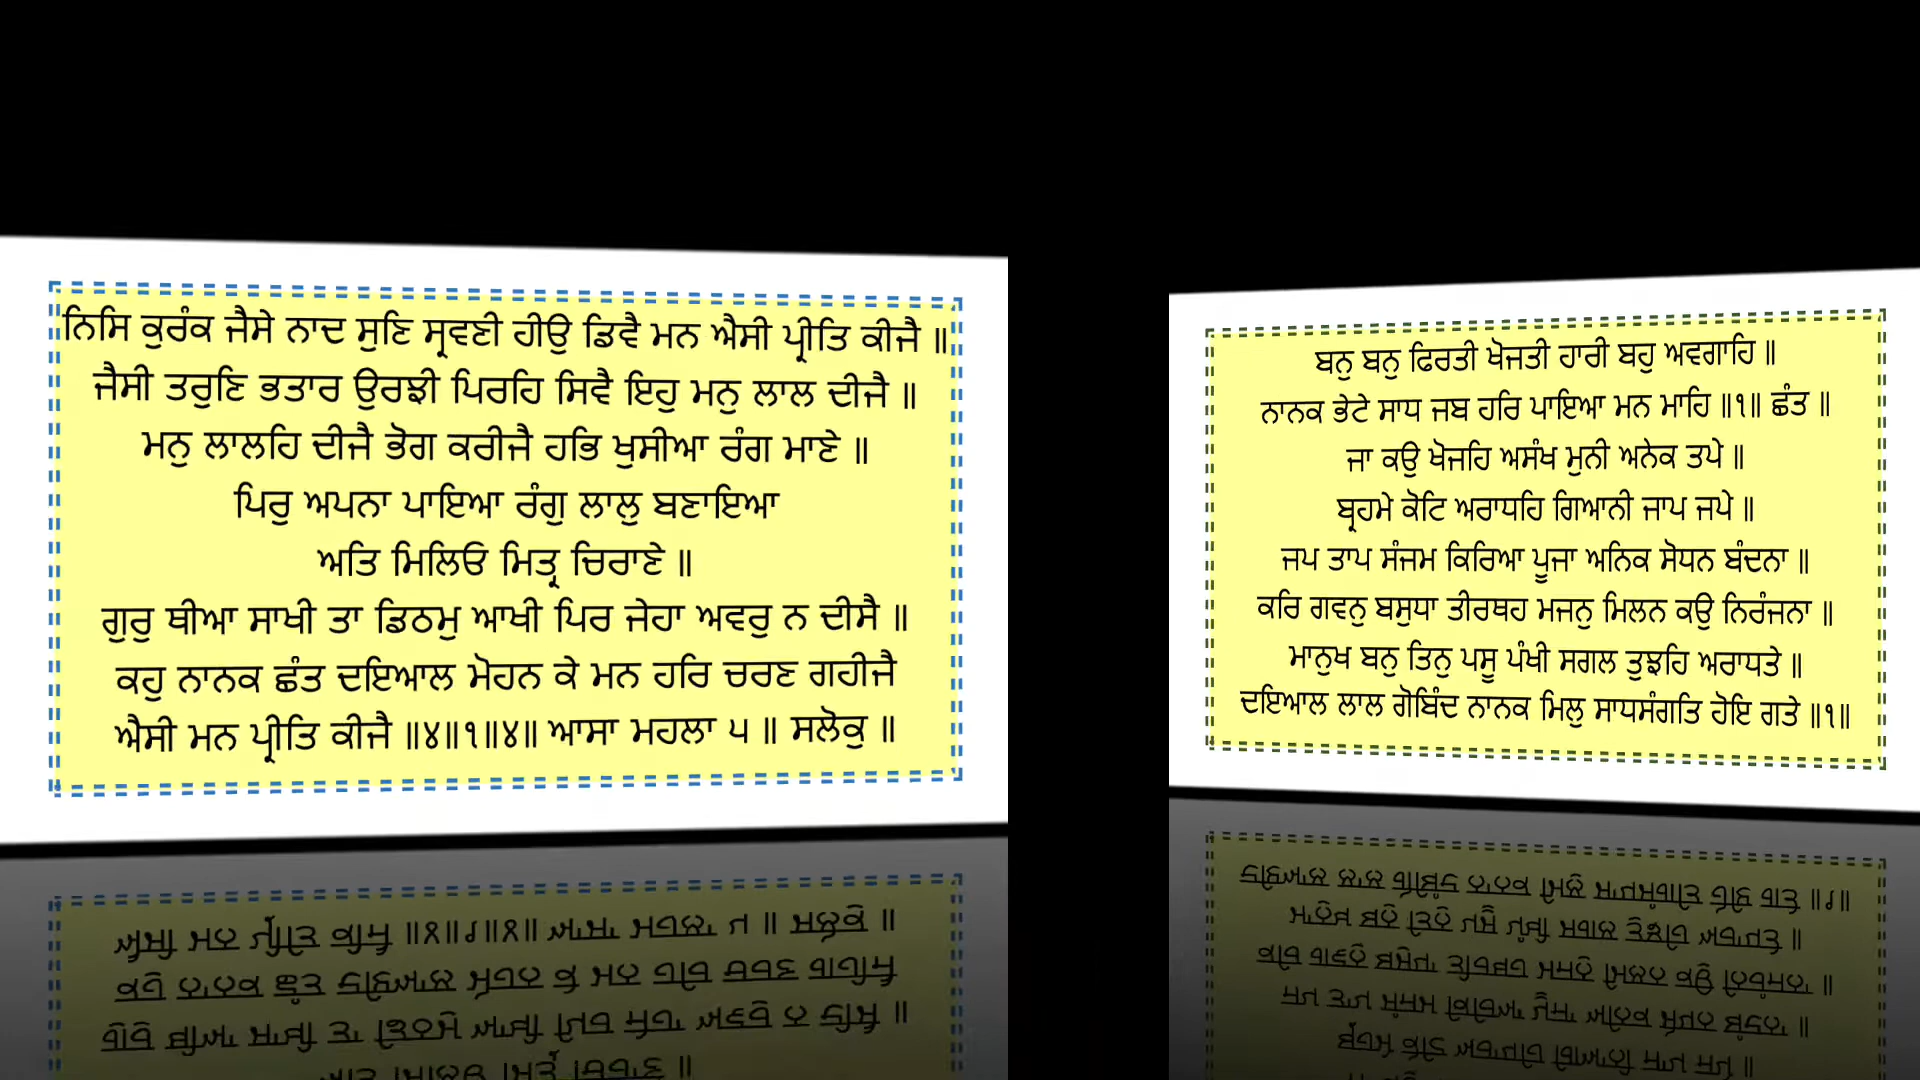 ਨਿਸਿ ਕੁਰੰਕ ਜੈਸੇ ਨਾਦ ਸੁਣਿ ਸ੍ਰਵਣੀ ਹੀਉ ਡਿਵੈ ਮਨ ਐਸੀ ਪ੍ਰੀਤਿ ਕੀਜੈ ॥
ਜੈਸੀ ਤਰੁਣਿ ਭਤਾਰ ਉਰਝੀ ਪਿਰਹਿ ਸਿਵੈ ਇਹੁ ਮਨੁ ਲਾਲ ਦੀਜੈ ॥
ਮਨੁ ਲਾਲਹਿ ਦੀਜੈ ਭੋਗ ਕਰੀਜੈ ਹਭਿ ਖੁਸੀਆ ਰੰਗ ਮਾਣੇ ॥
ਪਿਰੁ ਅਪਨਾ ਪਾਇਆ ਰੰਗੁ ਲਾਲੁ ਬਣਾਇਆ
ਅਤਿ ਮਿਲਿਓ ਮਿਤ੍ਰ ਚਿਰਾਣੇ ॥
ਗੁਰੁ ਥੀਆ ਸਾਖੀ ਤਾ ਡਿਠਮੁ ਆਖੀ ਪਿਰ ਜੇਹਾ ਅਵਰੁ ਨ ਦੀਸੈ ॥
ਕਹੁ ਨਾਨਕ ਛੰਤ ਦਇਆਲ ਮੋਹਨ ਕੇ ਮਨ ਹਰਿ ਚਰਣ ਗਹੀਜੈ
ਐਸੀ ਮਨ ਪ੍ਰੀਤਿ ਕੀਜੈ ॥੪॥੧॥੪॥ ਆਸਾ ਮਹਲਾ ੫ ॥ ਸਲੋਕੁ ॥
ਬਨੁ ਬਨੁ ਫਿਰਤੀ ਖੋਜਤੀ ਹਾਰੀ ਬਹੁ ਅਵਗਾਹਿ ॥
ਨਾਨਕ ਭੇਟੇ ਸਾਧ ਜਬ ਹਰਿ ਪਾਇਆ ਮਨ ਮਾਹਿ ॥੧॥ ਛੰਤ ॥
ਜਾ ਕਉ ਖੋਜਹਿ ਅਸੰਖ ਮੁਨੀ ਅਨੇਕ ਤਪੇ ॥
ਬ੍ਰਹਮੇ ਕੋਟਿ ਅਰਾਧਹਿ ਗਿਆਨੀ ਜਾਪ ਜਪੇ ॥
ਜਪ ਤਾਪ ਸੰਜਮ ਕਿਰਿਆ ਪੂਜਾ ਅਨਿਕ ਸੋਧਨ ਬੰਦਨਾ ॥
ਕਰਿ ਗਵਨੁ ਬਸੁਧਾ ਤੀਰਥਹ ਮਜਨੁ ਮਿਲਨ ਕਉ ਨਿਰੰਜਨਾ ॥
ਮਾਨੁਖ ਬਨੁ ਤਿਨੁ ਪਸੂ ਪੰਖੀ ਸਗਲ ਤੁਝਹਿ ਅਰਾਧਤੇ ॥
ਦਇਆਲ ਲਾਲ ਗੋਬਿੰਦ ਨਾਨਕ ਮਿਲੁ ਸਾਧਸੰਗਤਿ ਹੋਇ ਗਤੇ ॥੧॥